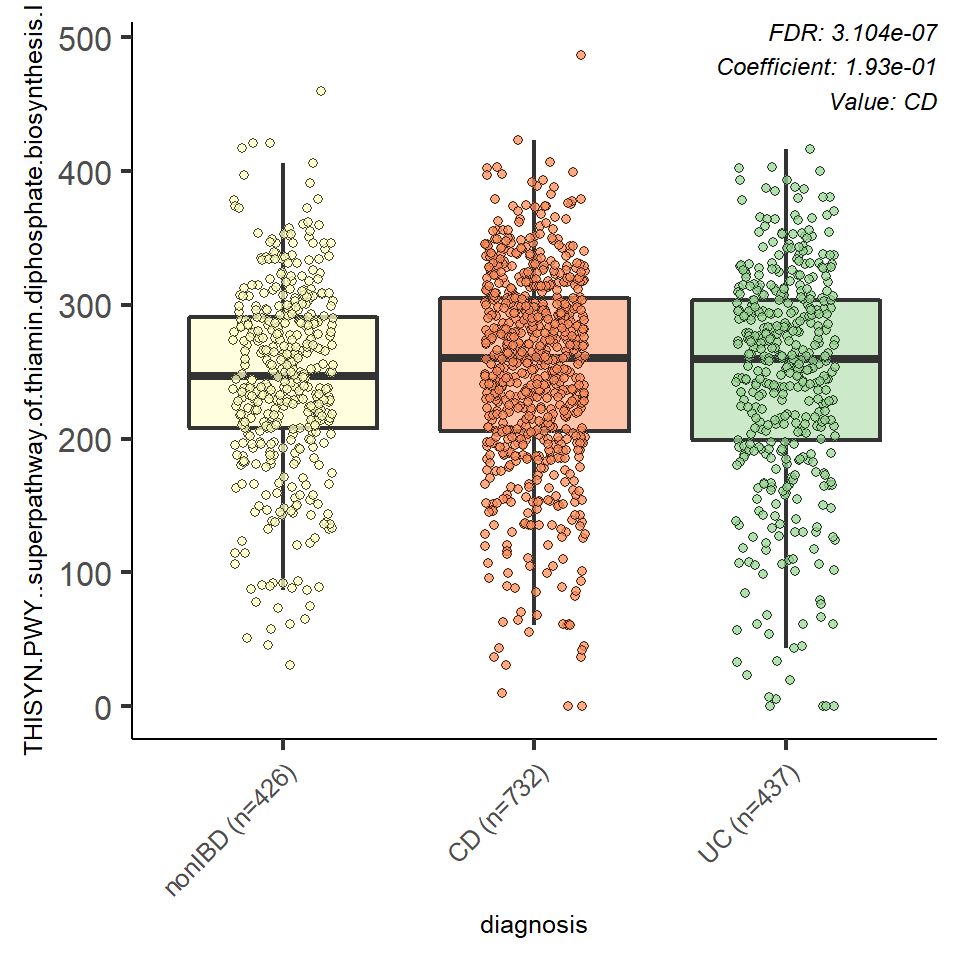 FDR: 3.104e-07
Coefficient: 1.93e-01
Value: CD
THISYN.PWY..superpathway.of.thiamin.diphosphate.biosynthesis.I
500
400
300
200
100
0
nonIBD (n=426)
CD (n=732)
UC (n=437)
diagnosis